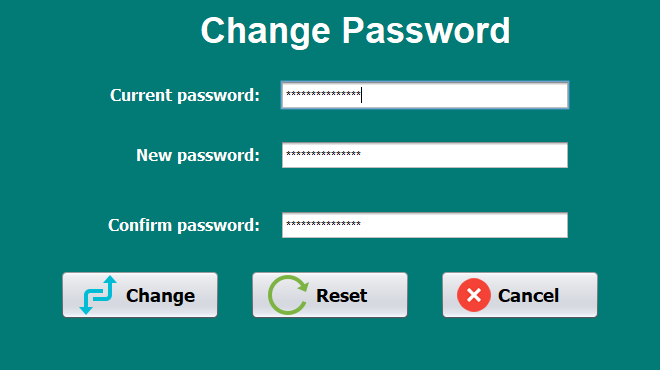 Change Password
Current password: ***************
New password: ***************
Confirm password: ***************
Change Reset Cancel